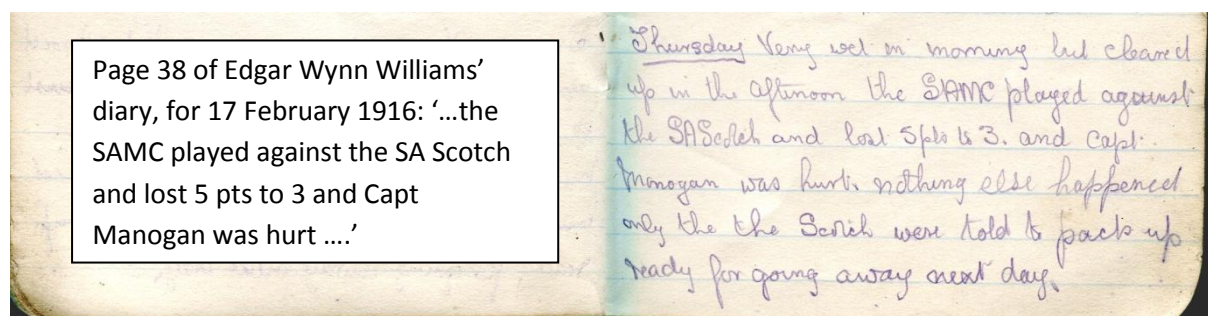 Page 38 of Edgar Wynn Williams’
diary, for 17 February 1916: ‘…the
SAMC played against the SA Scotch
and lost 5 pts to 3 and Capt
Manogan was hurt ….’
Thursday Very wet in morning but cleared
up in the afternoon the SAMC played against
the SAScotch and lost 5pts to 3. and Capt.
Monogan was hurt. nothing else happened
only the the Scotch were told to pack up
ready for going away next day.